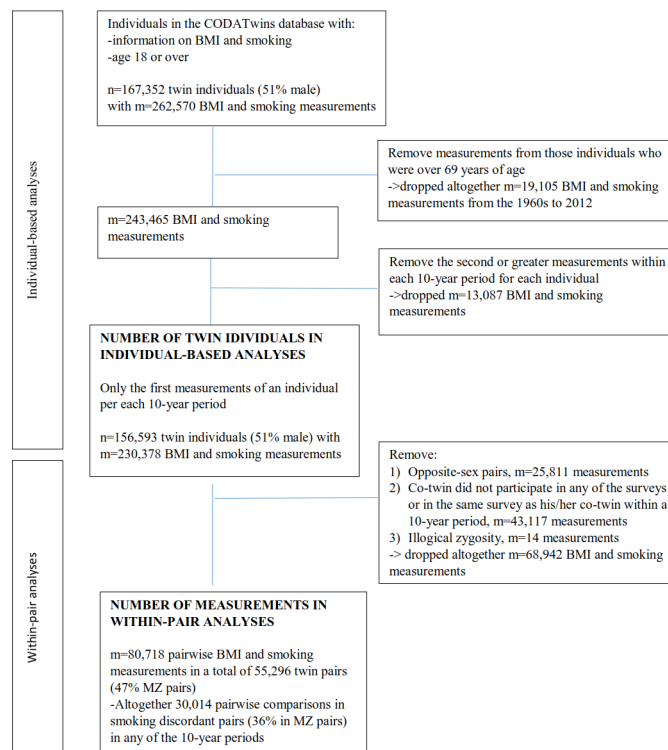 Individuals in the CODATwins database with:
-information on BMI and smoking
-age 18 or over
n=167,352 twin individuals (51% male)
with m=262,570 BMI and smoking measurements
Individual-based analyses
Remove measurements from those individuals who
were over 69 years of age
->dropped altogether m=19,105 BMI and smoking
measurements from the 1960s to 2012
m=243,465 BMI and smoking
measurements
Remove the second or greater measurements within
each 10-year period for each individual
->dropped m=13,087 BMI and smoking
measurements
NUMBER OF TWIN IDIVIDUALS IN
INDIVIDUAL-BASED ANALYSES
Only the first measurements of an individual
per each 10-year period
n=156,593 twin individuals (51% male) with
m=230,378 BMI and smoking measurements
Remove:
1) Opposite-sex pairs, m=25,811 measurements
2) Co-twin did not participate in any of the surveys
or in the same survey as his/her co-twin within a
10-year period, m=43,117 measurements
3) Illogical zygosity, m=14 measurements
-> dropped altogether m=68,942 BMI and smoking
measurements
Within-pair analyses
NUMBER OF MEASUREMENTS IN
WITHIN-PAIR ANALYSES
m=80,718 pairwise BMI and smoking
measurements in a total of 55,296 twin pairs
(47% MZ pairs)
-Altogether 30,014 pairwise comparisons in
smoking discordant pairs (36% in MZ pairs)
in any of the 10-year periods